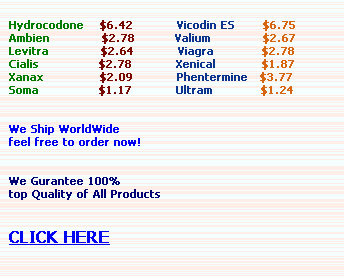 Hydrocodone $6.42 Vicodin ES $6.75
Ambien $2.78 Valium $2.67
Levitra $2.64 Viagra $2.78
Cialis $2.78 Xenical $1.87
Xanax $2.09 Phentermine $3.77
Soma $1.17 Ultram $1.24
We Ship WorldWide
feel free to order now!
We Gurantee 100%
top Quality of All Products
CLICK HERE